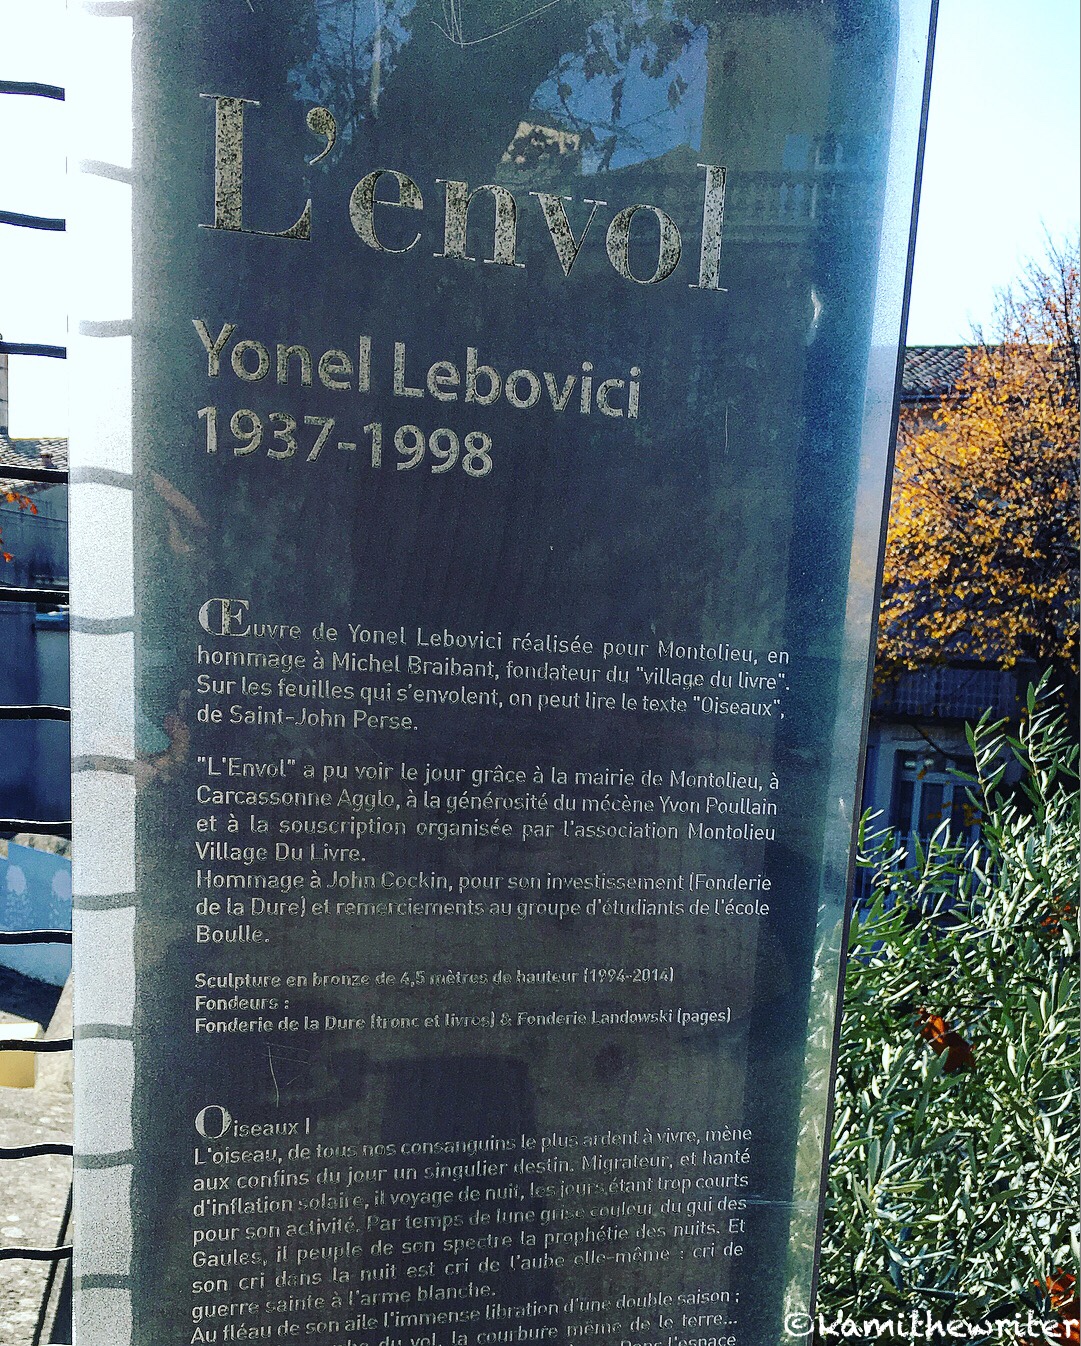 L'envol
Yonel Lebovici
1937-1998
Œuvre de Yonel Lebovici réalisée pour Montolieu, en
hommage à Michel Braibant, fondateur du "village du livre".
Sur les feuilles qui s'envolent, on peut lire le texte "Oiseaux",
de Saint-John Perse.
"L'Envol" a pu voir le jour grâce à la mairie de Montolieu, à
Carcassonne Agglo, à la générosité du mécène Yvon Poullain
et à la souscription organisée par l'association Montolieu
Village Du Livre.
Hommage à John Cockin, pour son investissement (Fonderie
de la Dure) et remerciements au groupe d'étudiants de l'école
Boulle.
Sculpture en bronze de 4,5 mètres de hauteur (1994-2014)
Fondeurs :
Fonderie de la Dure (tronc et livres) & Fonderie Landowski (pages)
Oiseaux I
L'oiseau, de tous nos consanguins le plus ardent à vivre, mène
aux confins du jour un singulier destin. Migrateur, et hanté
d'inflation solaire, il voyage de nuit, les jours étant trop courts
pour son activité. Par temps de lune grise couleur du gui des
Gaules, il peuple de son spectre la prophétie des nuits. Et
son cri dans la nuit est cri de l'aube elle-même : cri de
guerre sainte à l'arme blanche.
Au fléau de son aile l'immense libration d'une double saison ;
du vol, la courbure même de le terre...
l'espace
©kamithewriter